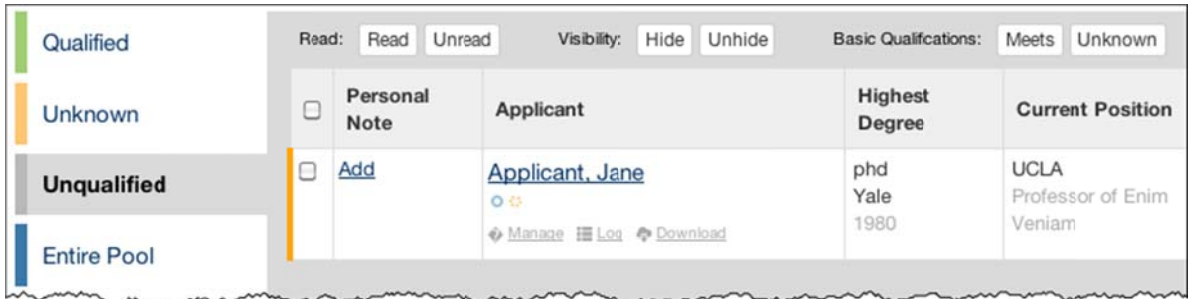 Qualified
Unknown
Unqualified
Entire Pool
Read: Read Unread Visibility: Hide Unhide Basic Qualifcations: Meets Unknown
Personal Note Applicant Highest Degree Current Position
Add Applicant, Jane phd UCLA
Yale Professor of Enim
1980 Veniam
Manage Log Download